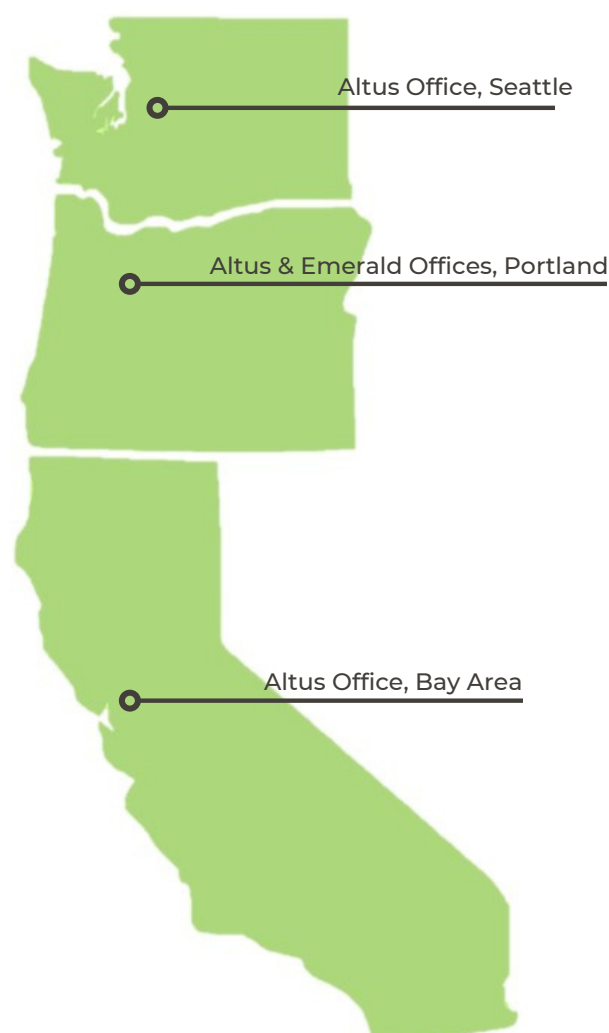 Altus Office, Seattle
Altus & Emerald Offices, Portland
Altus Office, Bay Area